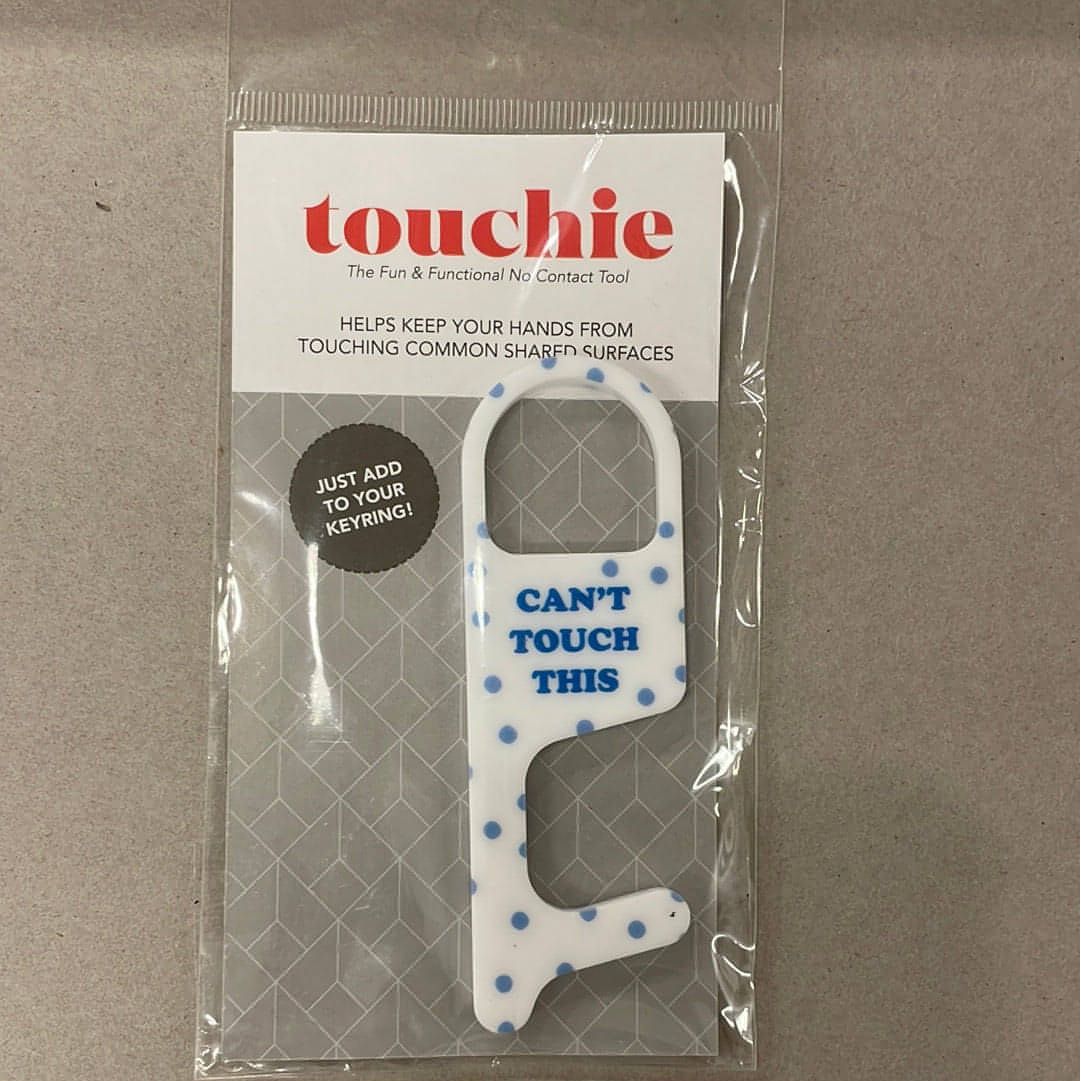 touchie
The Fun & Functional No Contact Tool
HELPS KEEP YOUR HANDS FROM
TOUCHING COMMON SHARED SURFACES
JUST ADD
TO YOUR
KEYRING!
CAN'T
TOUCH
THIS